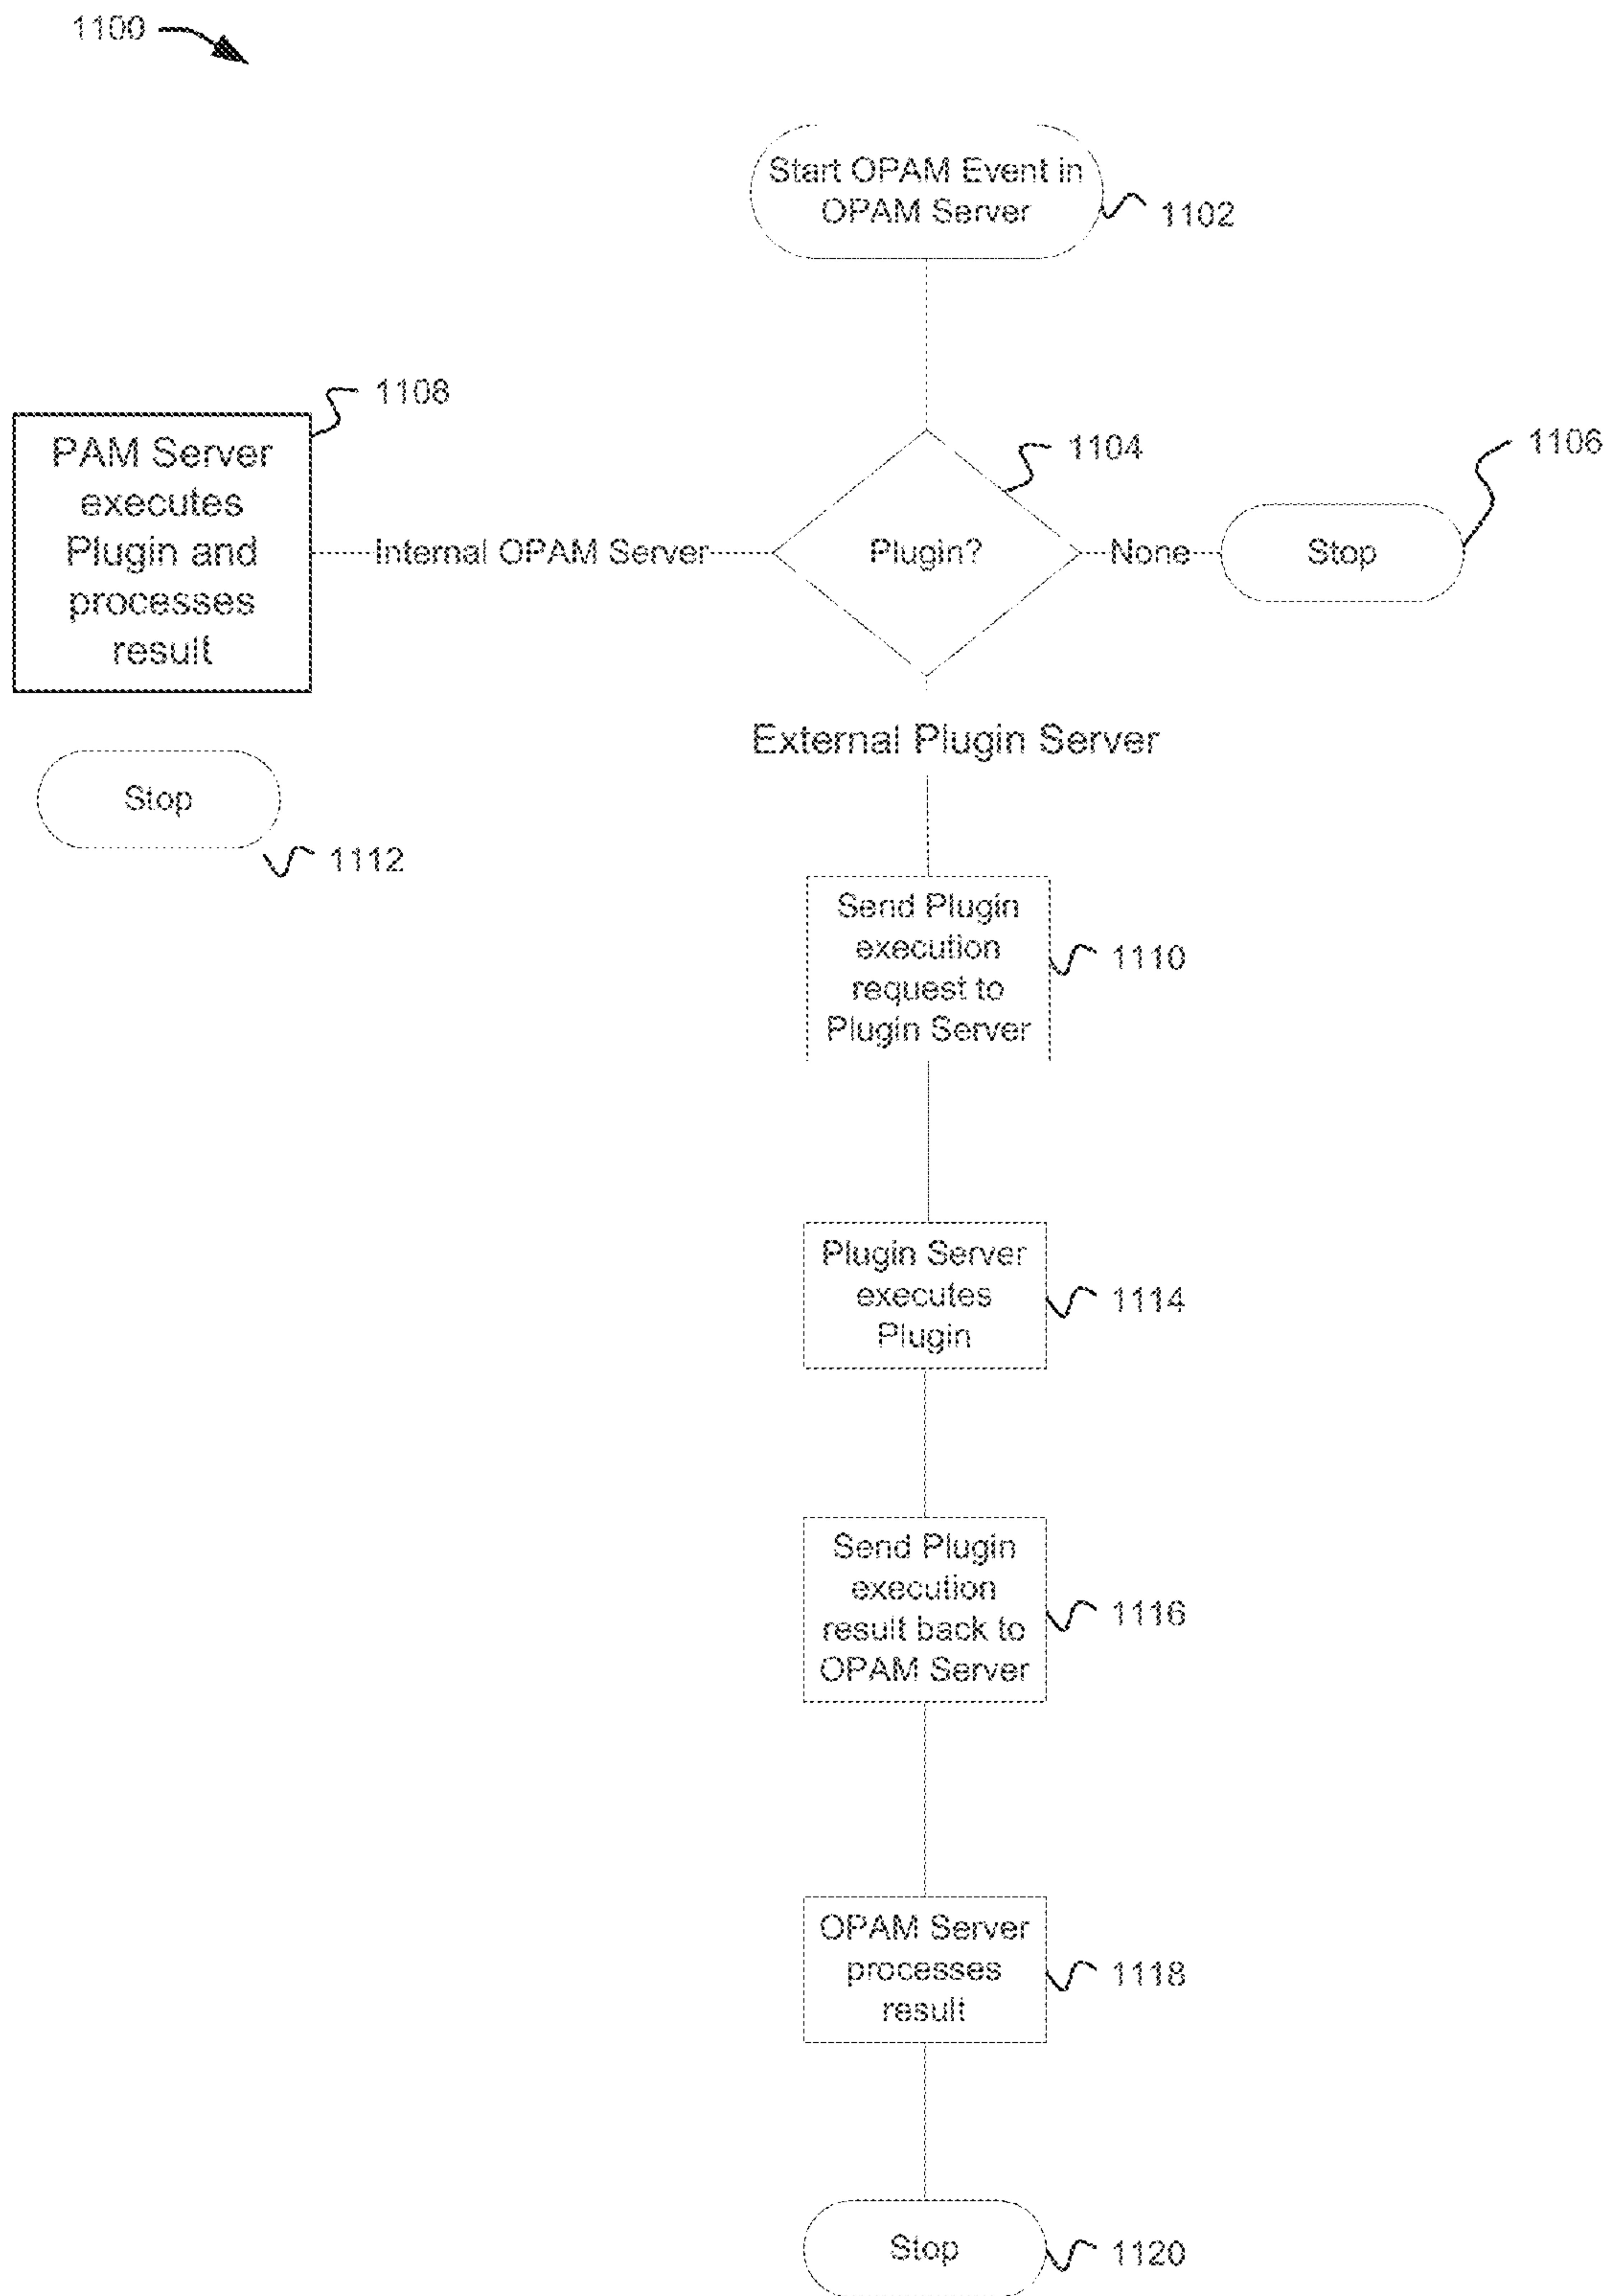 1100
Start OPAM Event in
OPAM Server
1102
1108
PAM Server
executes
Plugin and
processes
result
Internal OPAM Server
Plugin?
1104
None
Stop
1106
External Plugin Server
Stop
1112
Send Plugin
execution
request to
Plugin Server
1110
Plugin Server
executes
Plugin
1114
Send Plugin
execution
result back to
OPAM Server
1116
OPAM Server
processes
result
1118
Stop
1120